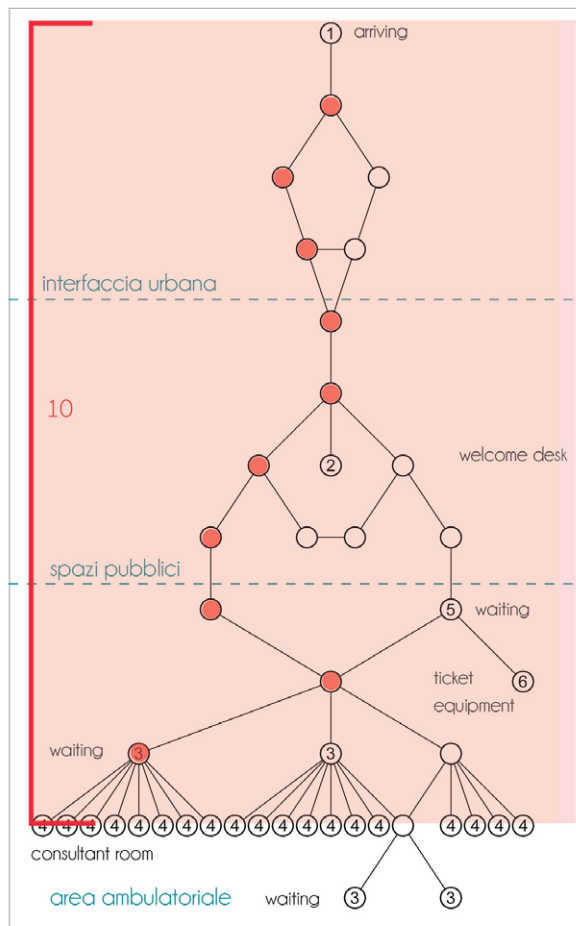 1 arriving
interfaccia urbana
10
2
welcome desk
spazi pubblici
5 waiting
6
ticket
equipment
waiting 3 3
4 4 4 4 4 4 4 4 4 4 4 4 4 4 4 4 4 4 4
consultant room
area ambulatoriale waiting 3 3